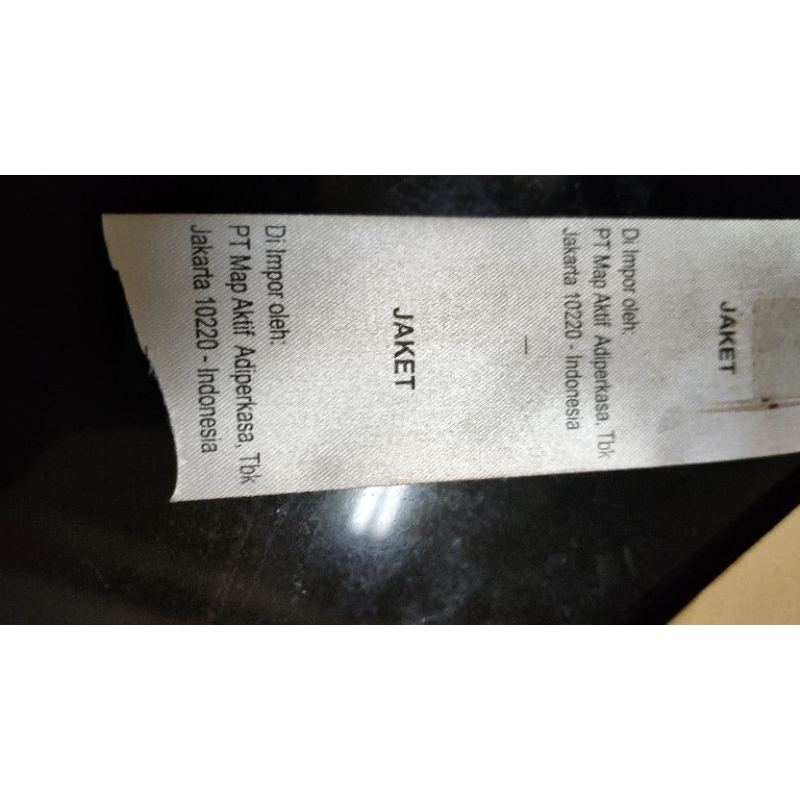 JAKET
Di Impor oleh:
PT Map Aktif Adiperkasa, Tbk
Jakarta 10220 - Indonesia
JAKET
Di Impor oleh:
PT Map Aktif Adiperkasa, Tbk
Jakarta 10220 - Indonesia